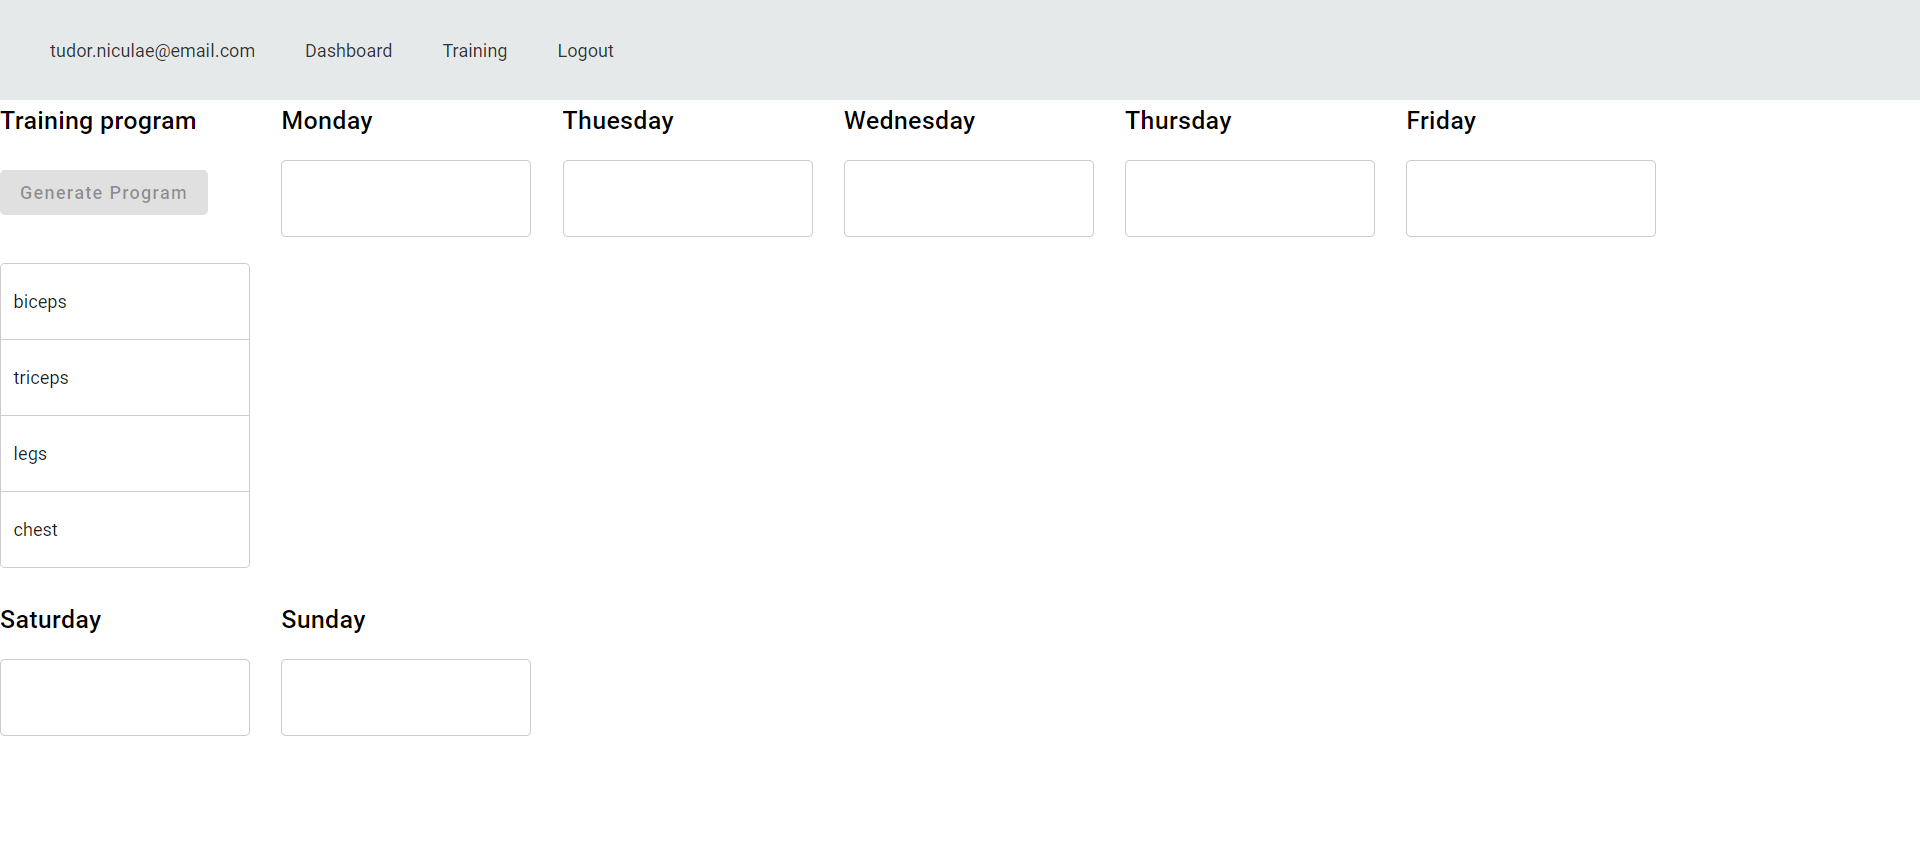 tudor.niculae@email.com Dashboard Training Logout
Training program Monday Thuesday Wednesday Thursday Friday
Generate Program
biceps
triceps
legs
chest
Saturday Sunday